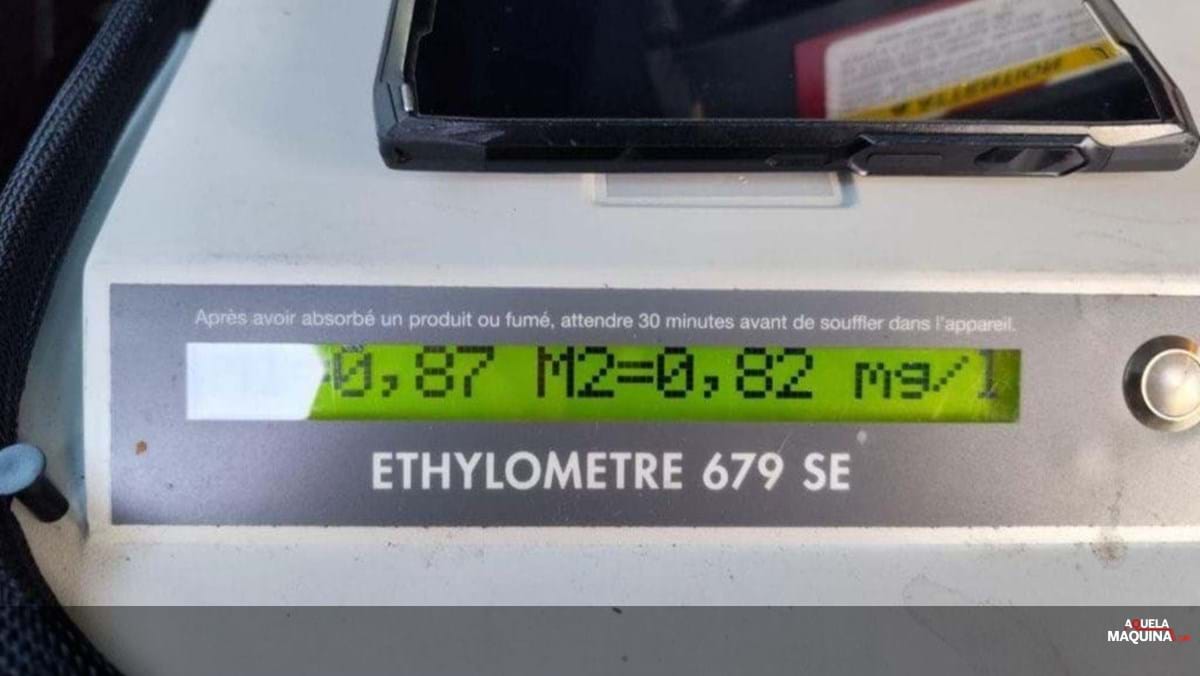 Après avoir absorbé un produit ou fumé, attendre 30 minutes avant de souffler dans l'appareil.
=0,87 M2=0,82 mg/l
ETHYLOMETRE 679 SE
AQUELA
MAQUINA